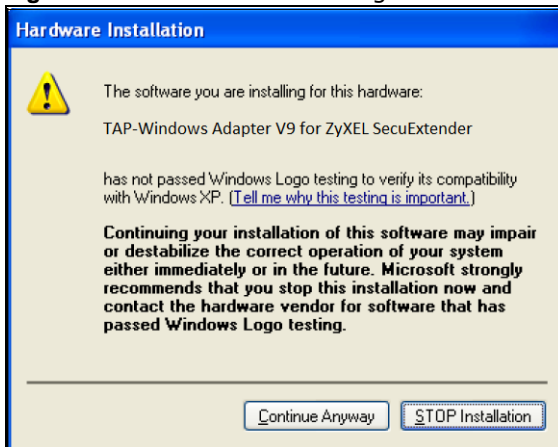 Hardware Installation
The software you are installing for this hardware:
TAP-Windows Adapter V9 for ZyXEL SecuExtender
has not passed Windows Logo testing to verify its compatibility
with Windows XP. (Tell me why this testing is important.)
Continuing your installation of this software may impair
or destabilize the correct operation of your system
either immediately or in the future. Microsoft strongly
recommends that you stop this installation now and
contact the hardware vendor for software that has
passed Windows Logo testing.
Continue Anyway
STOP Installation